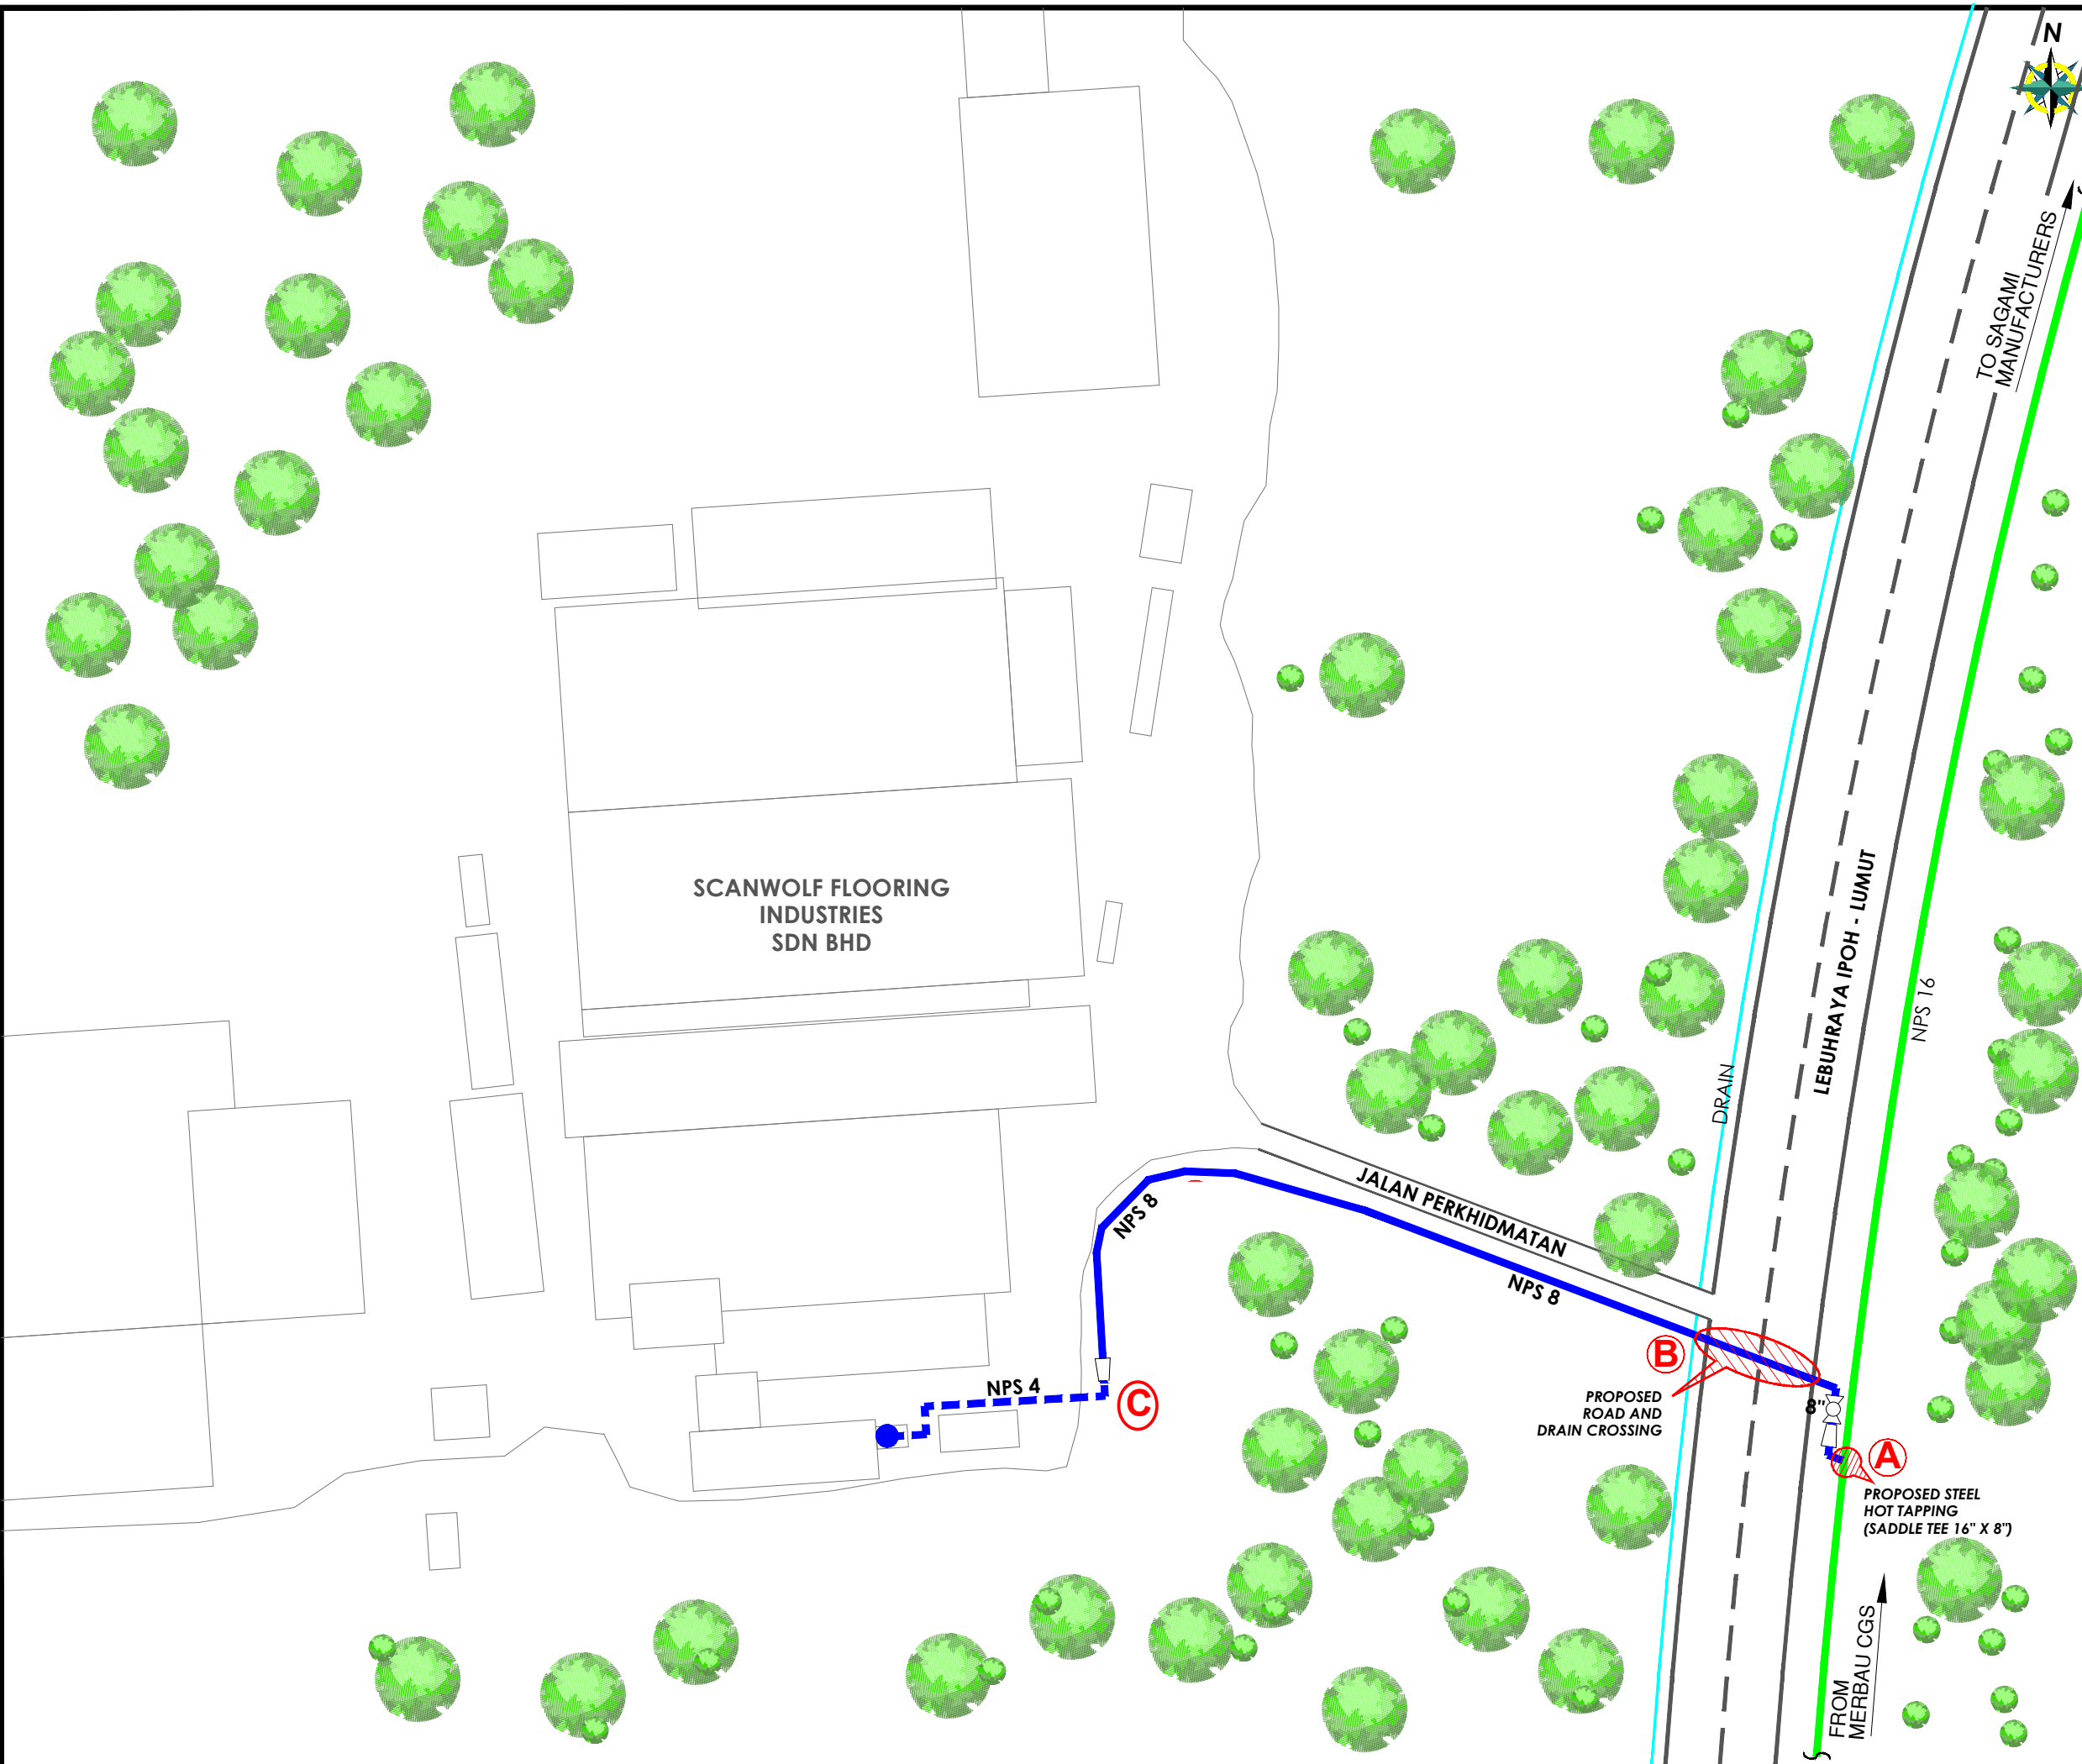 N
TO SAGAMI
MANUFACTURERS
SCANWOLF FLOORING
INDUSTRIES
SDN BHD
LEBUHRAYA IPOH - LUMUT
NPS 16
DRAIN
JALAN PERKHIDMATAN
NPS 8
NPS 8
B
PROPOSED
ROAD AND
DRAIN CROSSING
NPS 4
C
8"
A
PROPOSED STEEL
HOT TAPPING
(SADDLE TEE 16" X 8")
FROM
MERBAU CGS